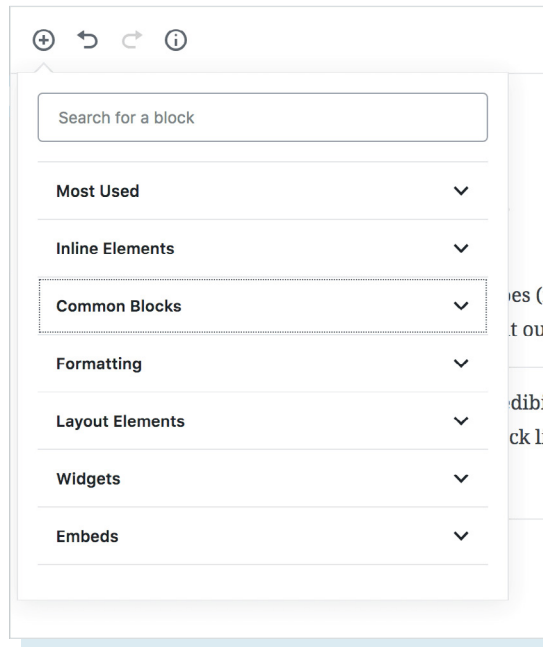 Search for a block
Most Used
Inline Elements
Common Blocks
Formatting
Layout Elements
Widgets
Embeds